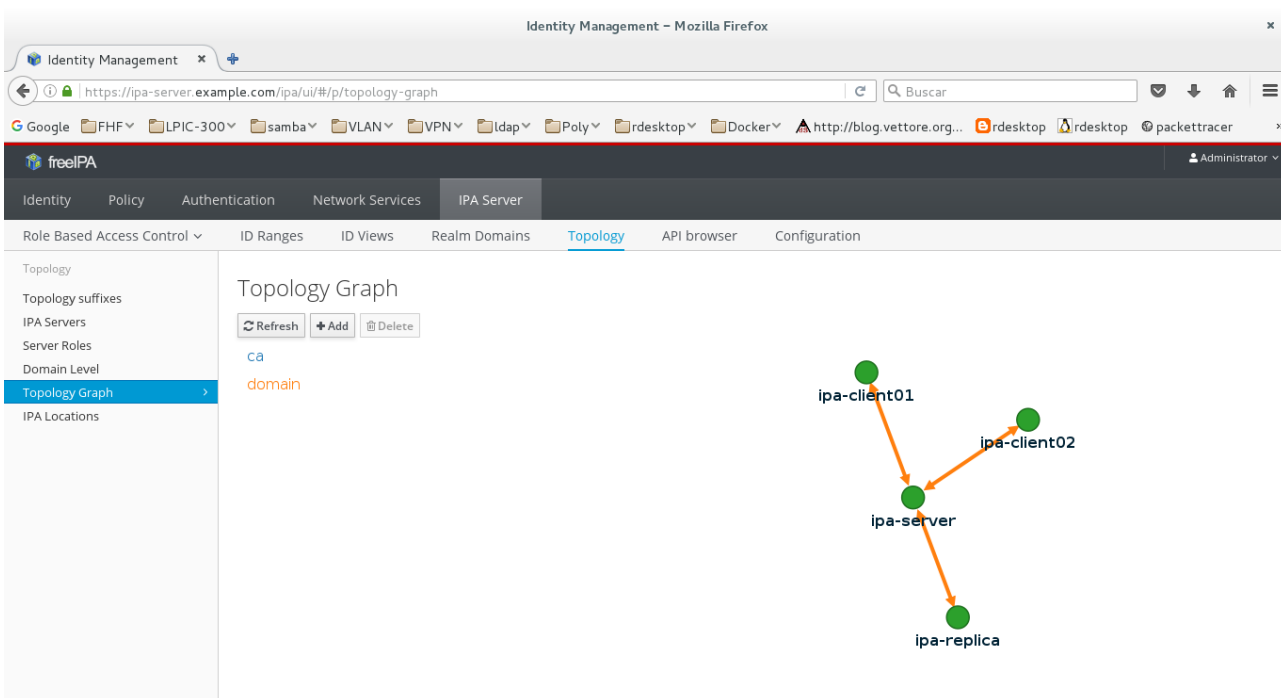 Identity Management - Mozilla Firefox
Identity Management
https://ipa-server.example.com/ipa/ui/#/p/topology-graph
Buscar
Google FHF LPIC-300 samba VLAN VPN ldap Poly rdesktop Docker http://blog.vettore.org... rdesktop rdesktop packettracer
freeIPA
Administrator
Identity Policy Authentication Network Services IPA Server
Role Based Access Control ID Ranges ID Views Realm Domains Topology API browser Configuration
Topology
Topology suffixes
IPA Servers
Server Roles
Domain Level
Topology Graph
IPA Locations
Topology Graph
Refresh Add Delete
ca
domain
ipa-client01
ipa-client02
ipa-server
ipa-replica